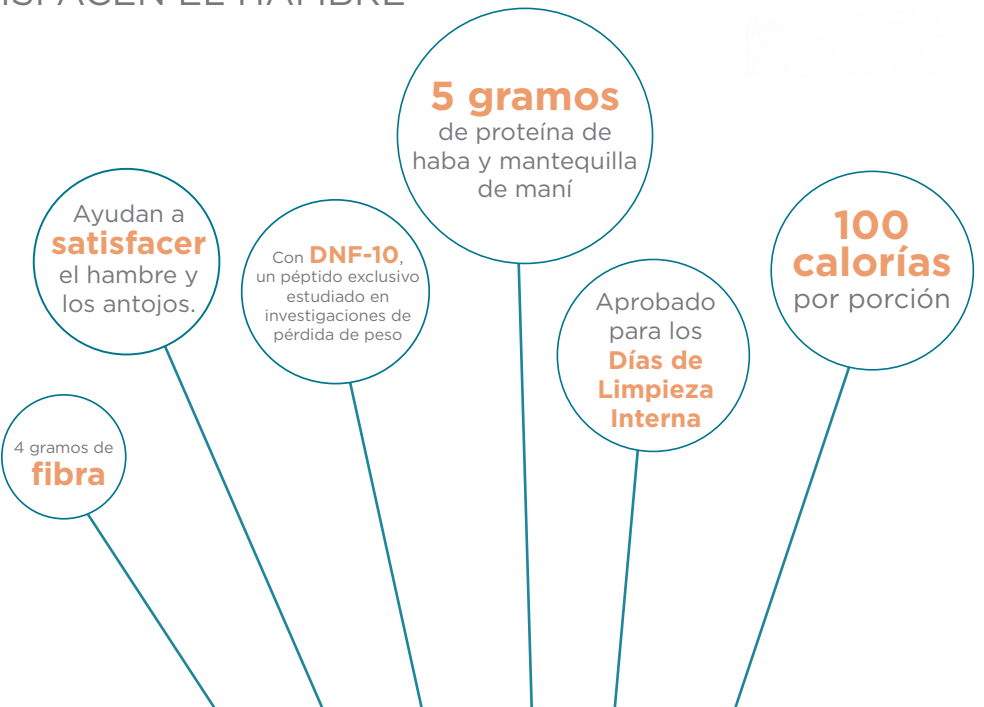 EL HAMBRE
5 gramos
de proteína de
haba y mantequilla
de maní
Ayudan a
satisfacer
el hambre y
los antojos.
Con DNF-10,
un péptido exclusivo
estudiado en
investigaciones de
pérdida de peso
Aprobado
para los
Días de
Limpieza
Interna
100
calorías
por porción
4 gramos de
fibra